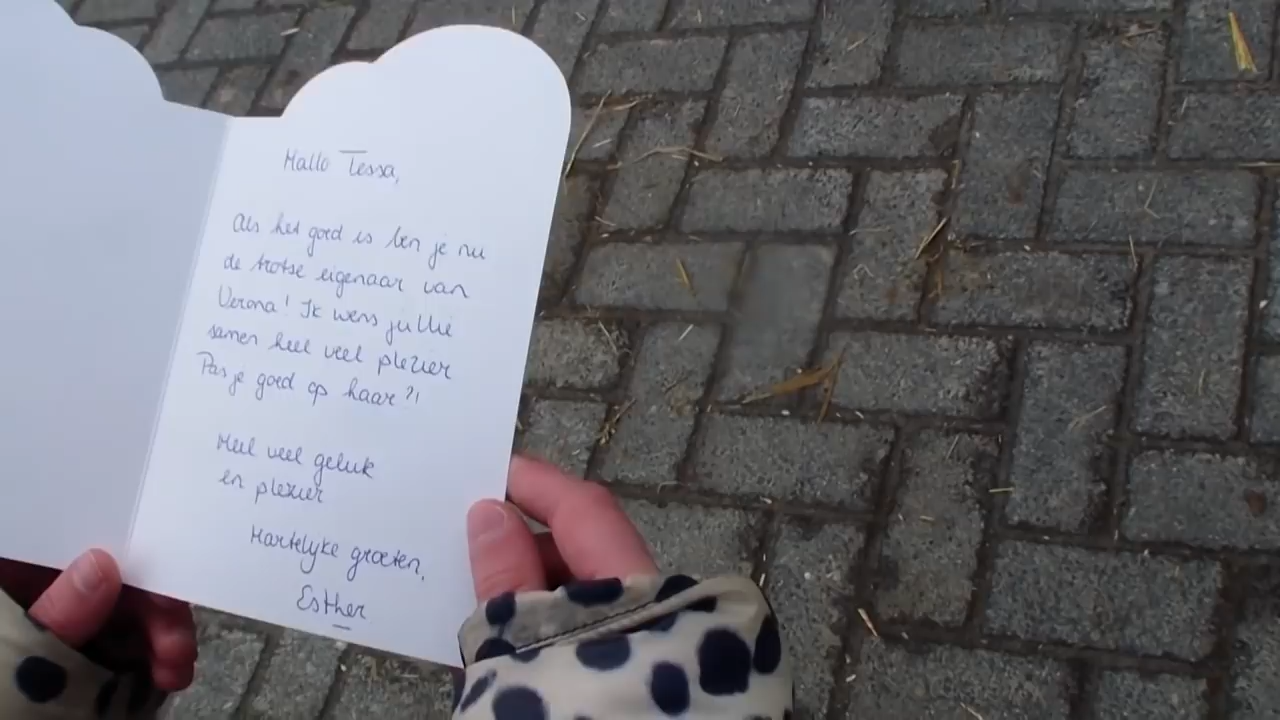 Hallo Tessa,
Als het goed is ben je nu
de trotse eigenaar van
Verona! Ik wens jullie
samen heel veel plezier
Pas je goed op haar?!
Heel veel geluk
en plezier
Hartelijke groeten,
Esther